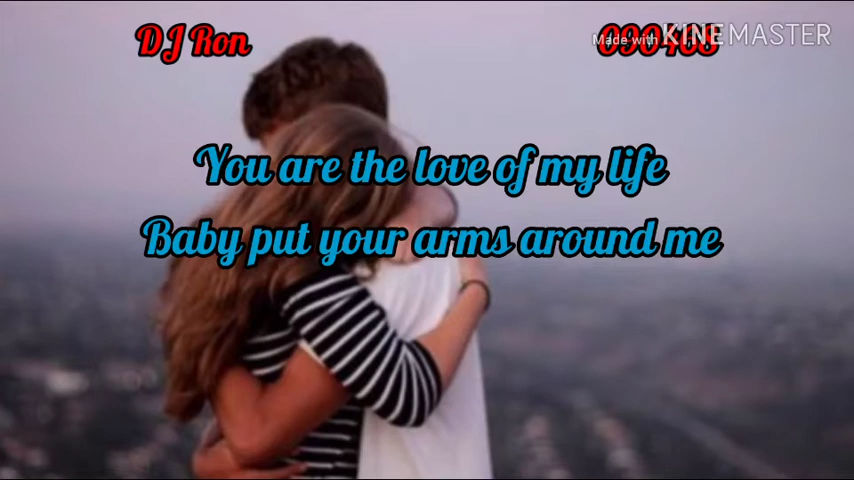 DJ Ron
Made with KINEMASTER
You are the love of my life
Baby put your arms around me